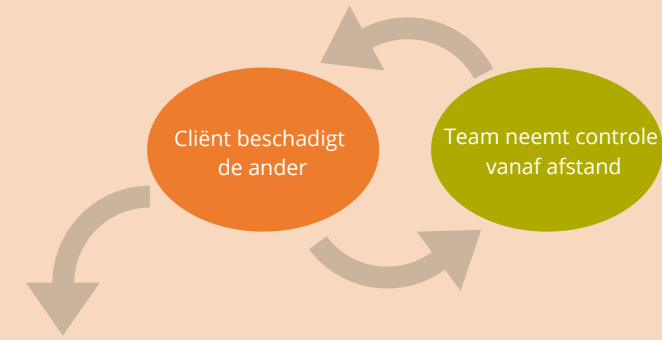 Cliënt beschadigt
de ander
Team neemt controle
vanaf afstand